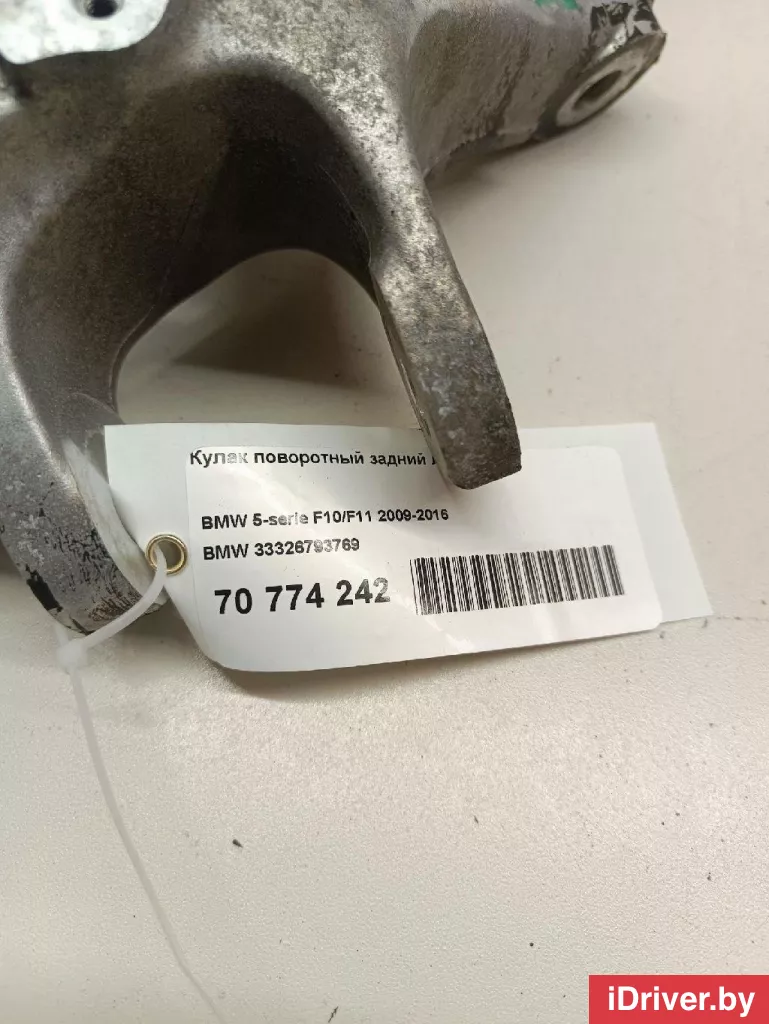 Кулак поворотный задний
BMW 5-serie F10/F11 2009-2016
BMW 33326793769
70 774 242
iDriver.by